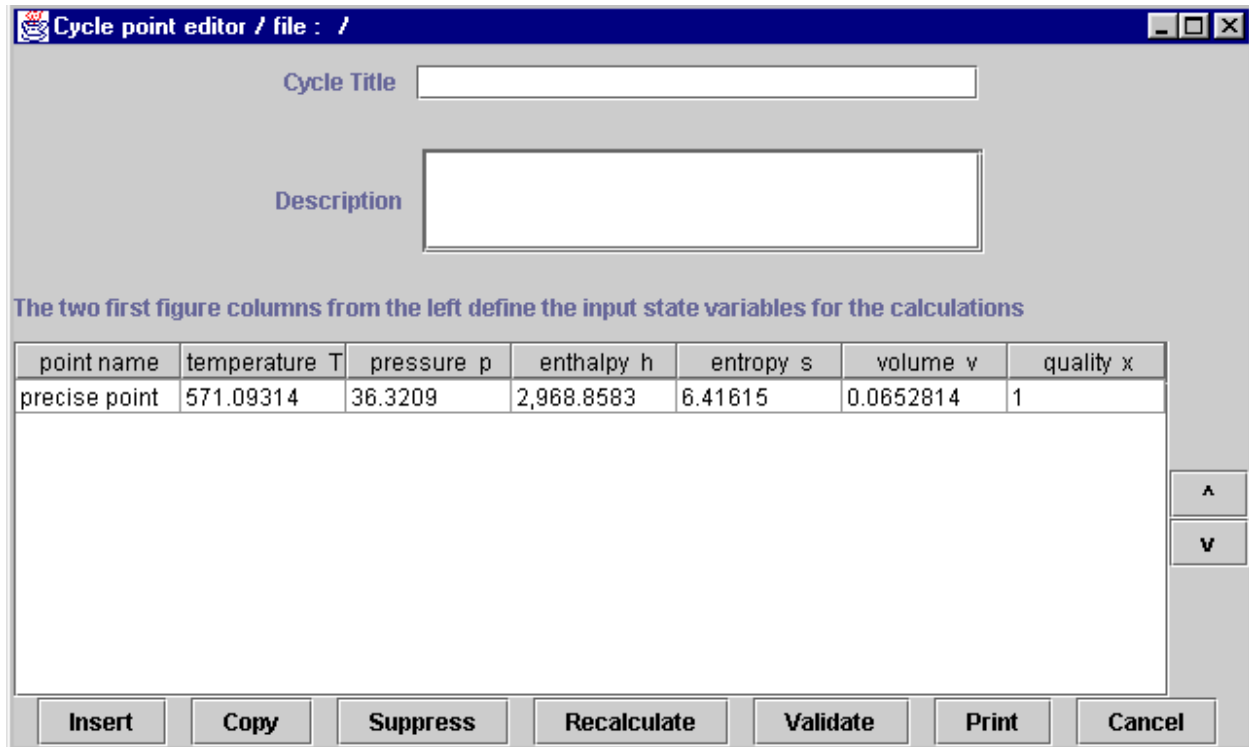 Cycle point editor / file : /
Cycle Title
Description
The two first figure columns from the left define the input state variables for the calculations
point name temperature T pressure p enthalpy h entropy s volume v quality x
precise point 571.09314 36.3209 2,968.8583 6.41615 0.0652814 1
^
v
Insert Copy Suppress Recalculate Validate Print Cancel